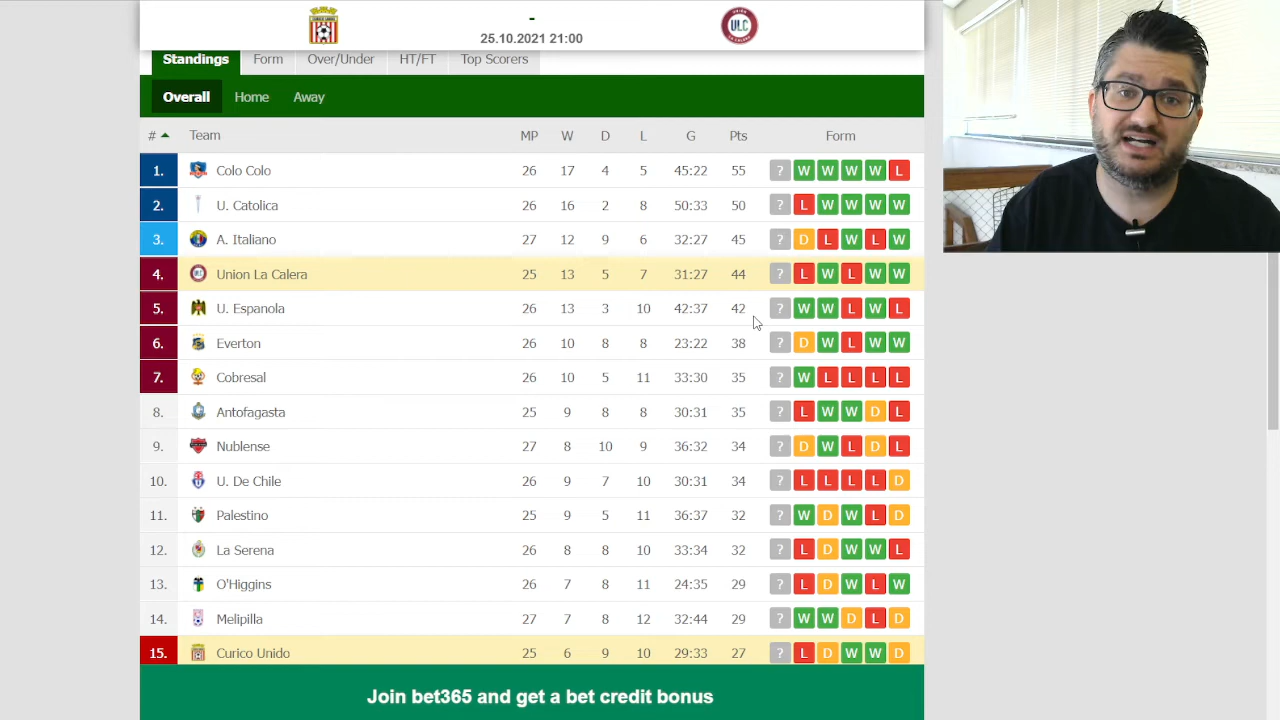 CURICO UNIDO
-
UNION
ULC
LA CALERA
25.10.2021 21:00
Standings Form Over/Under HT/FT Top Scorers
Overall Home Away
# Team MP W D L G Pts Form
1. Colo Colo 26 17 4 5 45:22 55 ? W W W W L
2. U. Catolica 26 16 2 8 50:33 50 ? L W W W W
3. A. Italiano 27 12 9 6 32:27 45 ? D L W L W
4. Union La Calera 25 13 5 7 31:27 44 ? L W L W W
5. U. Espanola 26 13 3 10 42:37 42 ? W W L W L
6. Everton 26 10 8 8 23:22 38 ? D W L W W
7. Cobresal 26 10 5 11 33:30 35 ? W L L L L
8. Antofagasta 25 9 8 8 30:31 35 ? L W W D L
9. Nublense 27 8 10 9 36:32 34 ? D W L D L
10. U. De Chile 26 9 7 10 30:31 34 ? L L L L D
11. Palestino 25 9 5 11 36:37 32 ? W D W L D
12. La Serena 26 8 8 10 33:34 32 ? L D W W L
13. O'Higgins 26 7 8 11 24:35 29 ? L D W L W
14. Melipilla 27 7 8 12 32:44 29 ? W W D L D
15. Curico Unido 25 6 9 10 29:33 27 ? L D W W D
Join bet365 and get a bet credit bonus